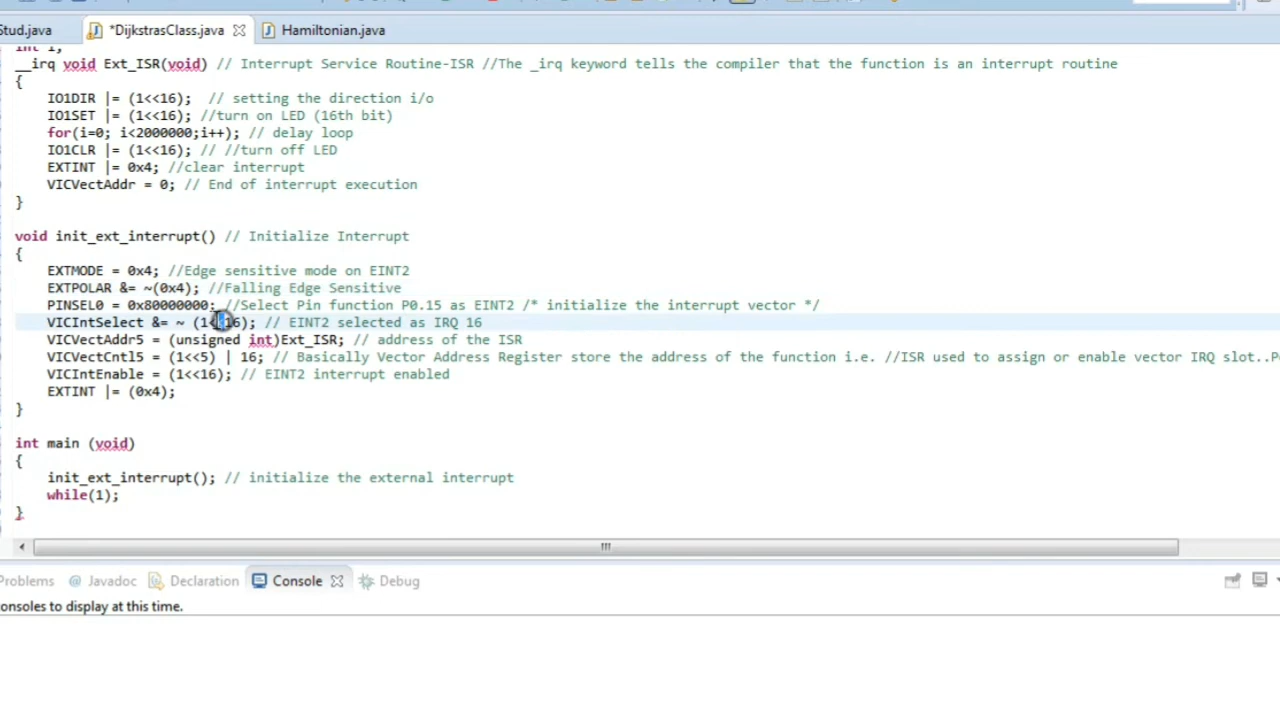 Stud.java *DijkstrasClass.java Hamiltonian.java
int i;
__irq void Ext_ISR(void) // Interrupt Service Routine-ISR //The _irq keyword tells the compiler that the function is an interrupt routine
{
IO1DIR |= (1<<16); // setting the direction i/o
IO1SET |= (1<<16); //turn on LED (16th bit)
for(i=0; i<2000000;i++); // delay loop
IO1CLR |= (1<<16); // //turn off LED
EXTINT |= 0x4; //clear interrupt
VICVectAddr = 0; // End of interrupt execution
}
void init_ext_interrupt() // Initialize Interrupt
{
EXTMODE = 0x4; //Edge sensitive mode on EINT2
EXTPOLAR &= ~(0x4); //Falling Edge Sensitive
PINSEL0 = 0x80000000; //Select Pin function P0.15 as EINT2 /* initialize the interrupt vector */
VICIntSelect &= ~ (1<<16); // EINT2 selected as IRQ 16
VICVectAddr5 = (unsigned int)Ext_ISR; // address of the ISR
VICVectCntl5 = (1<<5) | 16; // Basically Vector Address Register store the address of the function i.e. //ISR used to assign or enable vector IRQ slot..
VICIntEnable = (1<<16); // EINT2 interrupt enabled
EXTINT |= (0x4);
}
int main (void)
{
init_ext_interrupt(); // initialize the external interrupt
while(1);
}
Problems @ Javadoc Declaration Console Debug
onsoles to display at this time.